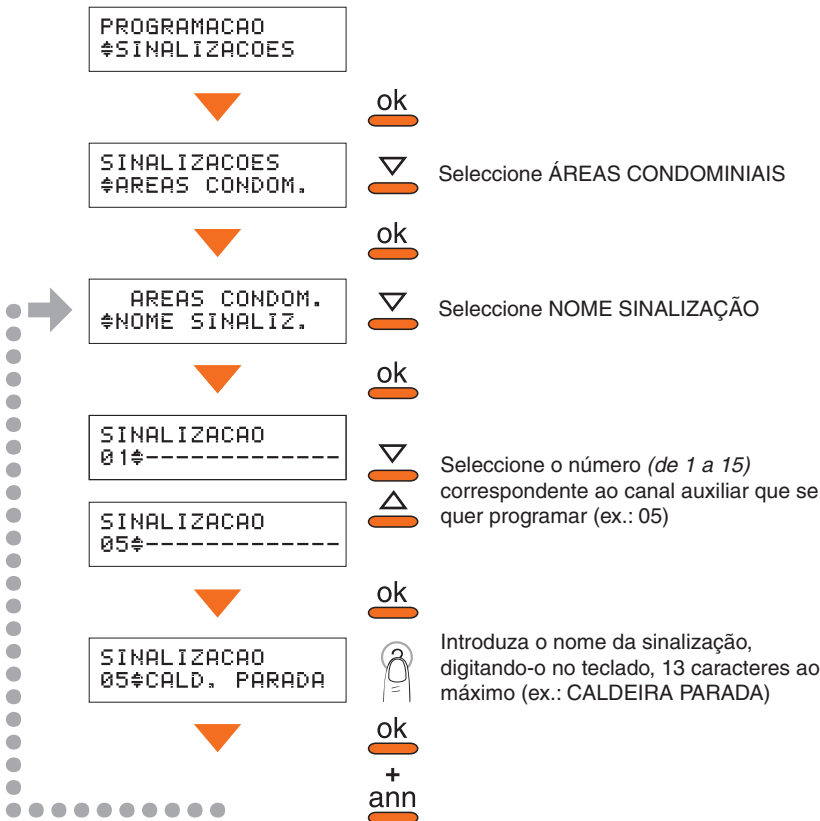 PROGRAMACAO
SINALIZACOES
ok
SINALIZACOES
AREAS CONDOM.
Seleccione ÁREAS CONDOMINIAIS
ok
AREAS CONDOM.
NOME SINALIZ.
Seleccione NOME SINALIZAÇÃO
ok
SINALIZACAO
01-------------
SINALIZACAO
05-------------
Seleccione o número (de 1 a 15)
correspondente ao canal auxiliar que se
quer programar (ex.: 05)
ok
SINALIZACAO
05CALD. PARADA
Introduza o nome da sinalização,
digitando-o no teclado, 13 caracteres ao
máximo (ex.: CALDEIRA PARADA)
ok
+
ann